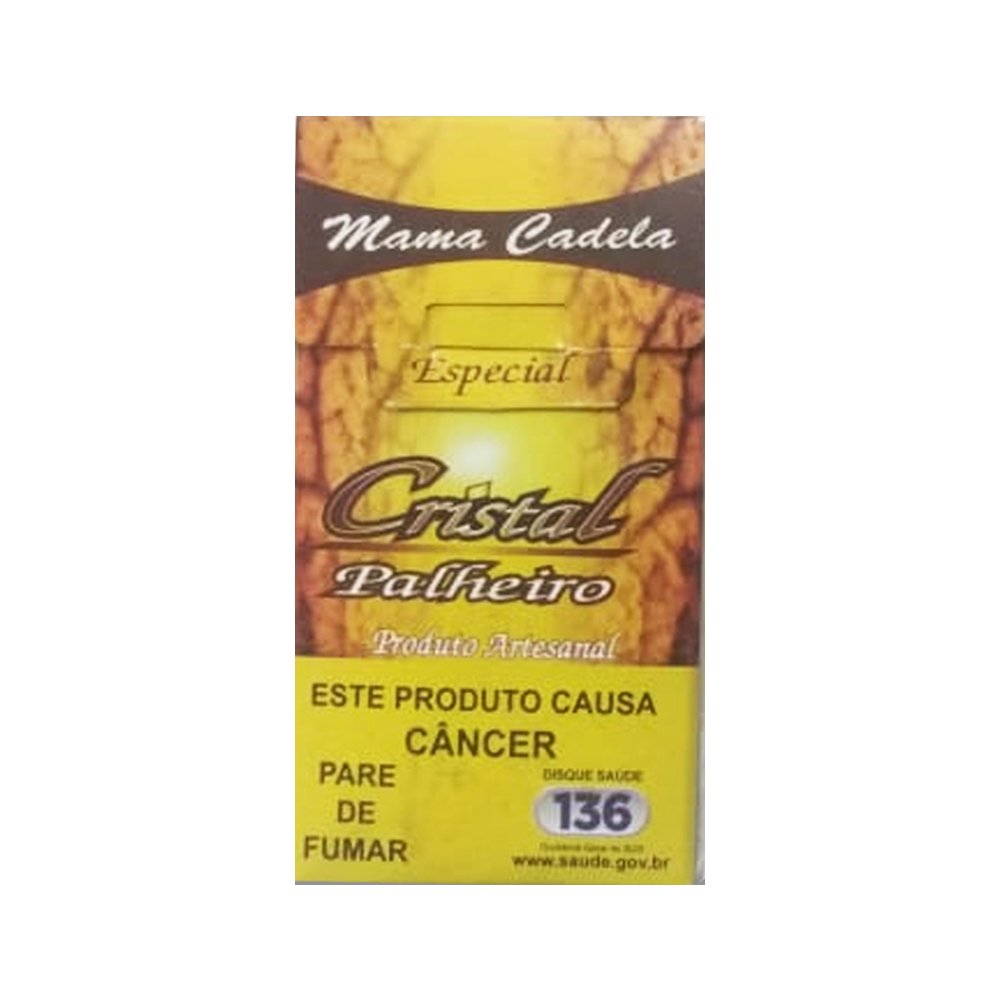 Mama Cadela
Especial
Cristal
Palheiro
Produto Artesanal
ESTE PRODUTO CAUSA
CÂNCER
PARE
DE
FUMAR
DISQUE SAÚDE
136
www.saude.gov.br